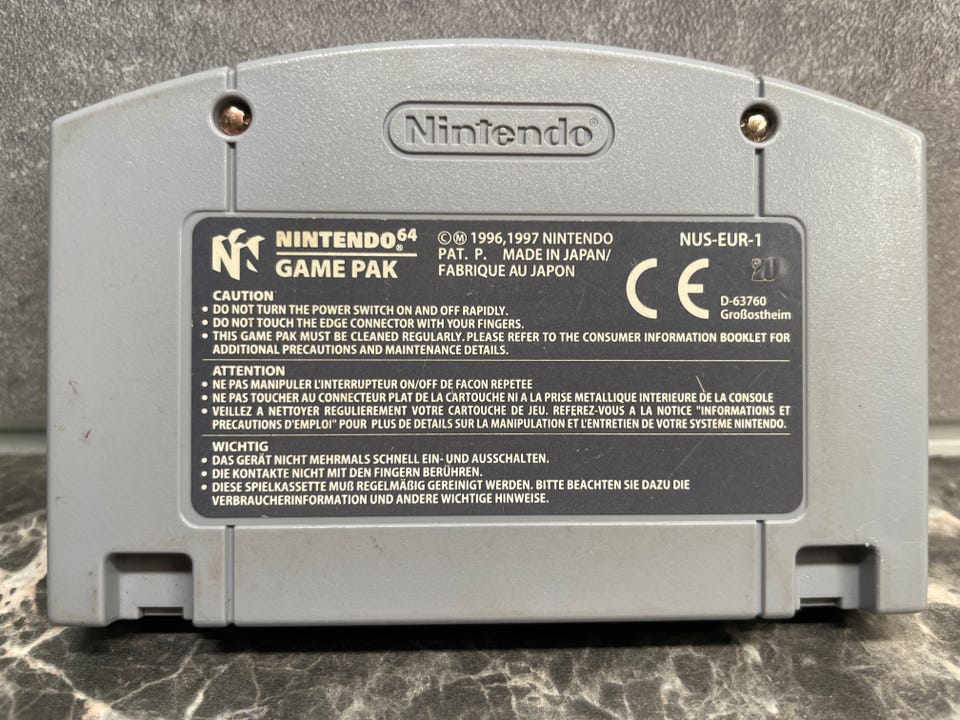 Nintendo®
NINTENDO⁶⁴®
GAME PAK
©Ⓜ 1996,1997 NINTENDO
PAT. P. MADE IN JAPAN/
FABRIQUE AU JAPON
NUS-EUR-1
CE
20
D-63760
Großostheim
CAUTION
• DO NOT TURN THE POWER SWITCH ON AND OFF RAPIDLY.
• DO NOT TOUCH THE EDGE CONNECTOR WITH YOUR FINGERS.
• THIS GAME PAK MUST BE CLEANED REGULARLY. PLEASE REFER TO THE CONSUMER INFORMATION BOOKLET FOR
ADDITIONAL PRECAUTIONS AND MAINTENANCE DETAILS.
ATTENTION
• NE PAS MANIPULER L'INTERRUPTEUR ON/OFF DE FACON REPETEE
• NE PAS TOUCHER AU CONNECTEUR PLAT DE LA CARTOUCHE NI A LA PRISE METALLIQUE INTERIEURE DE LA CONSOLE
• VEILLEZ A NETTOYER REGULIEREMENT VOTRE CARTOUCHE DE JEU. REFEREZ-VOUS A LA NOTICE "INFORMATIONS ET
PRECAUTIONS D'EMPLOI" POUR PLUS DE DETAILS SUR LA MANIPULATION ET L'ENTRETIEN DE VOTRE SYSTEME NINTENDO.
WICHTIG
• DAS GERÄT NICHT MEHRMALS SCHNELL EIN- UND AUSSCHALTEN.
• DIE KONTAKTE NICHT MIT DEN FINGERN BERÜHREN.
• DIESE SPIELKASSETTE MUß REGELMÄßIG GEREINIGT WERDEN. BITTE BEACHTEN SIE DAZU DIE
VERBRAUCHERINFORMATION UND ANDERE WICHTIGE HINWEISE.